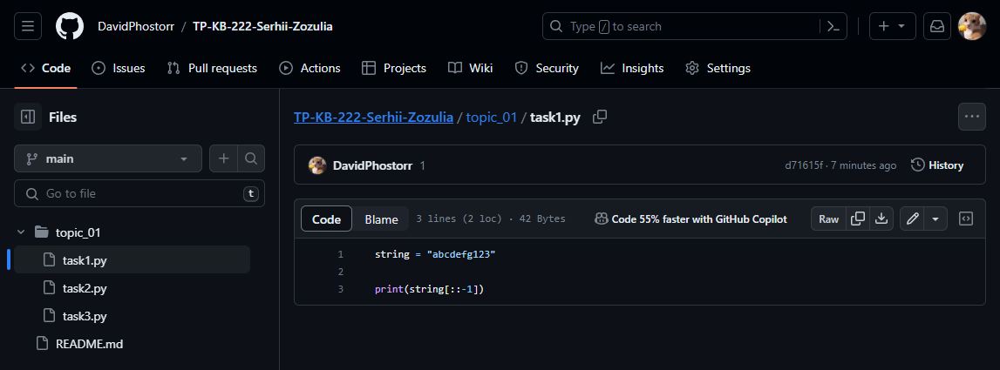 DavidPhostorr / TP-KB-222-Serhii-Zozulia
Type / to search
Code Issues Pull requests Actions Projects Wiki Security Insights Settings
Files
TP-KB-222-Serhii-Zozulia / topic_01 / task1.py
main
DavidPhostorr 1 d71615f · 7 minutes ago History
Go to file t
Code Blame 3 lines (2 loc) · 42 Bytes Code 55% faster with GitHub Copilot Raw
topic_01
task1.py
task2.py
task3.py
README.md
1 string = "abcdefg123"
2
3 print(string[::-1])